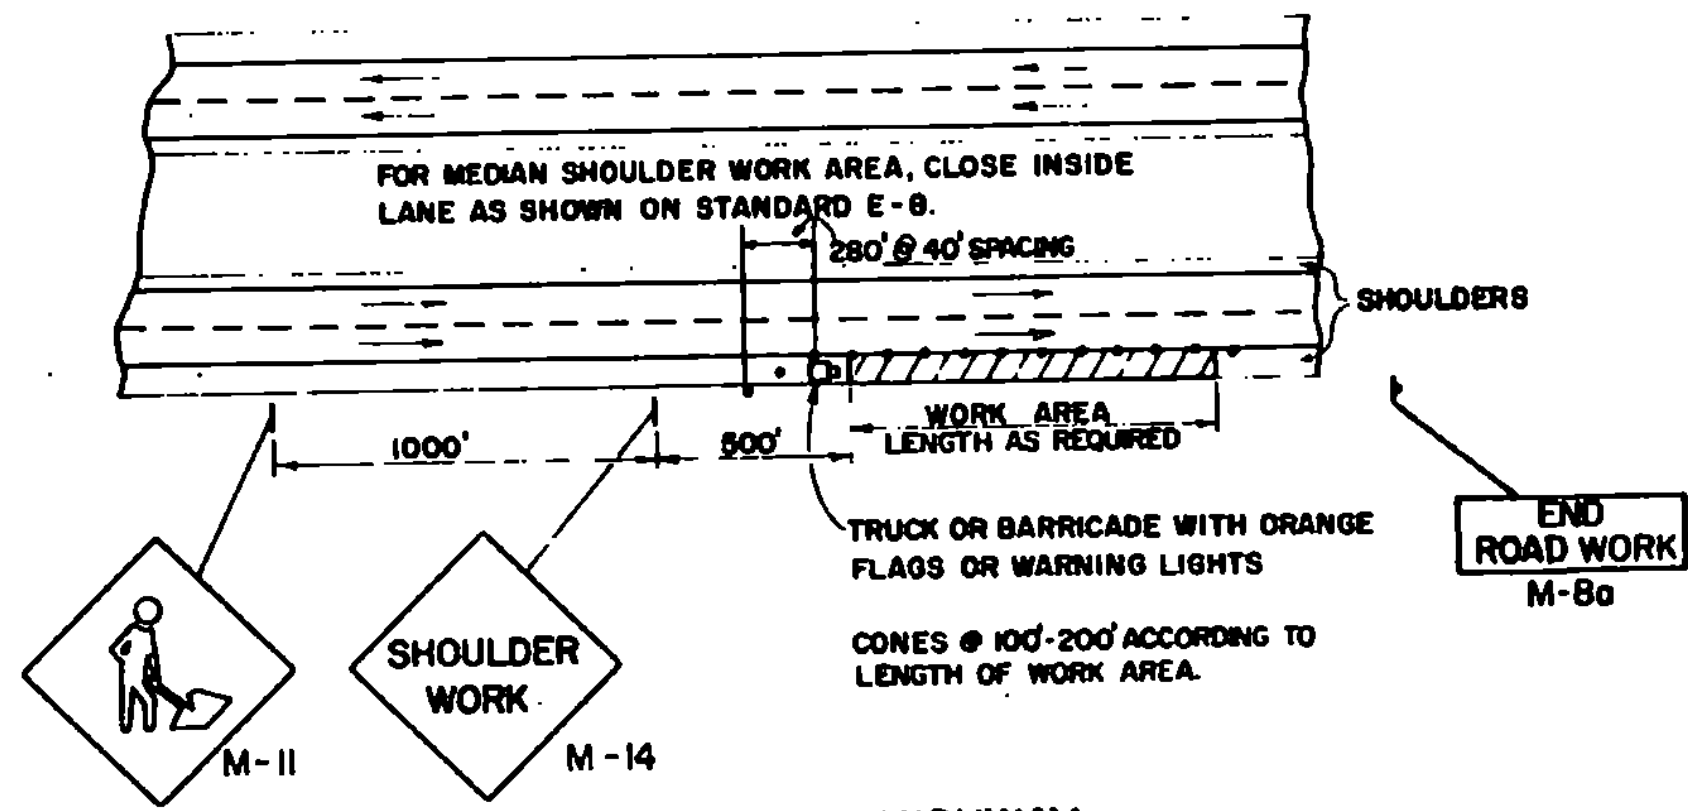 FOR MEDIAN SHOULDER WORK AREA, CLOSE INSIDE
LANE AS SHOWN ON STANDARD E-8.
280' @ 40' SPACING
SHOULDERS
WORK AREA
LENGTH AS REQUIRED
1000'
500'
TRUCK OR BARRICADE WITH ORANGE
FLAGS OR WARNING LIGHTS
END
ROAD WORK
M-8a
CONES @ 100'-200' ACCORDING TO
LENGTH OF WORK AREA.
SHOULDER
WORK
M-11
M-14